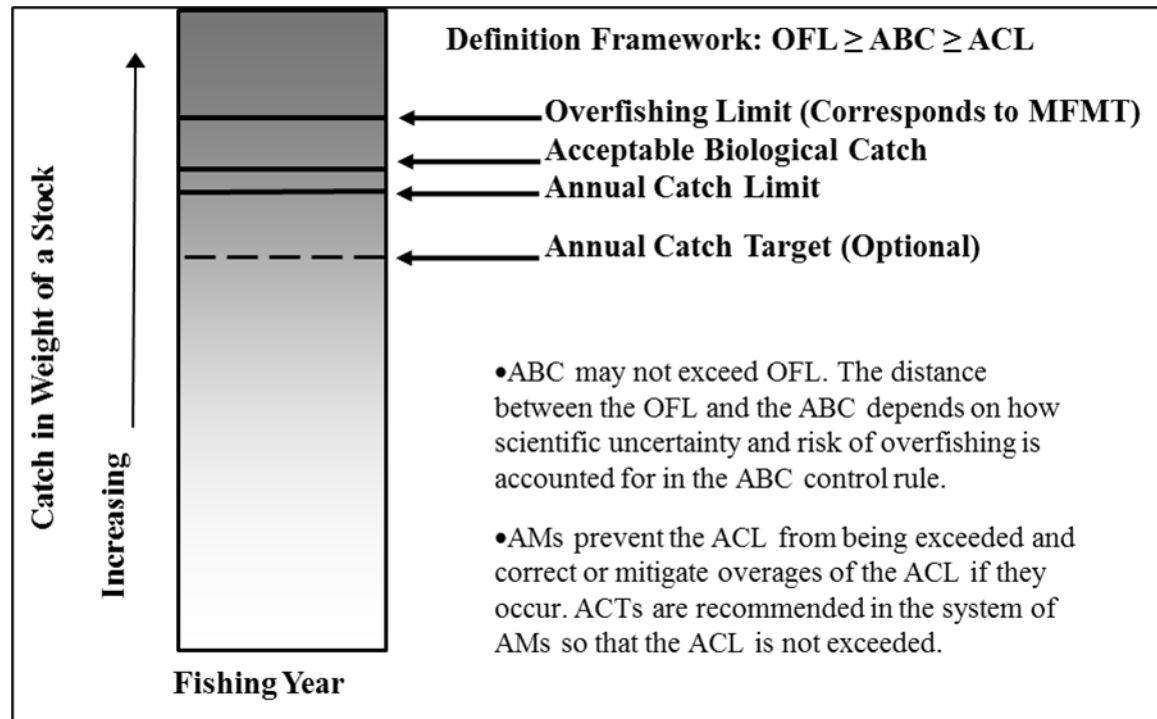 Definition Framework: OFL ≥ ABC ≥ ACL
Overfishing Limit (Corresponds to MFMT)
Acceptable Biological Catch
Annual Catch Limit
Annual Catch Target (Optional)
Catch in Weight of a Stock
Increasing
•ABC may not exceed OFL. The distance
between the OFL and the ABC depends on how
scientific uncertainty and risk of overfishing is
accounted for in the ABC control rule.
•AMs prevent the ACL from being exceeded and
correct or mitigate overages of the ACL if they
occur. ACTs are recommended in the system of
AMs so that the ACL is not exceeded.
Fishing Year